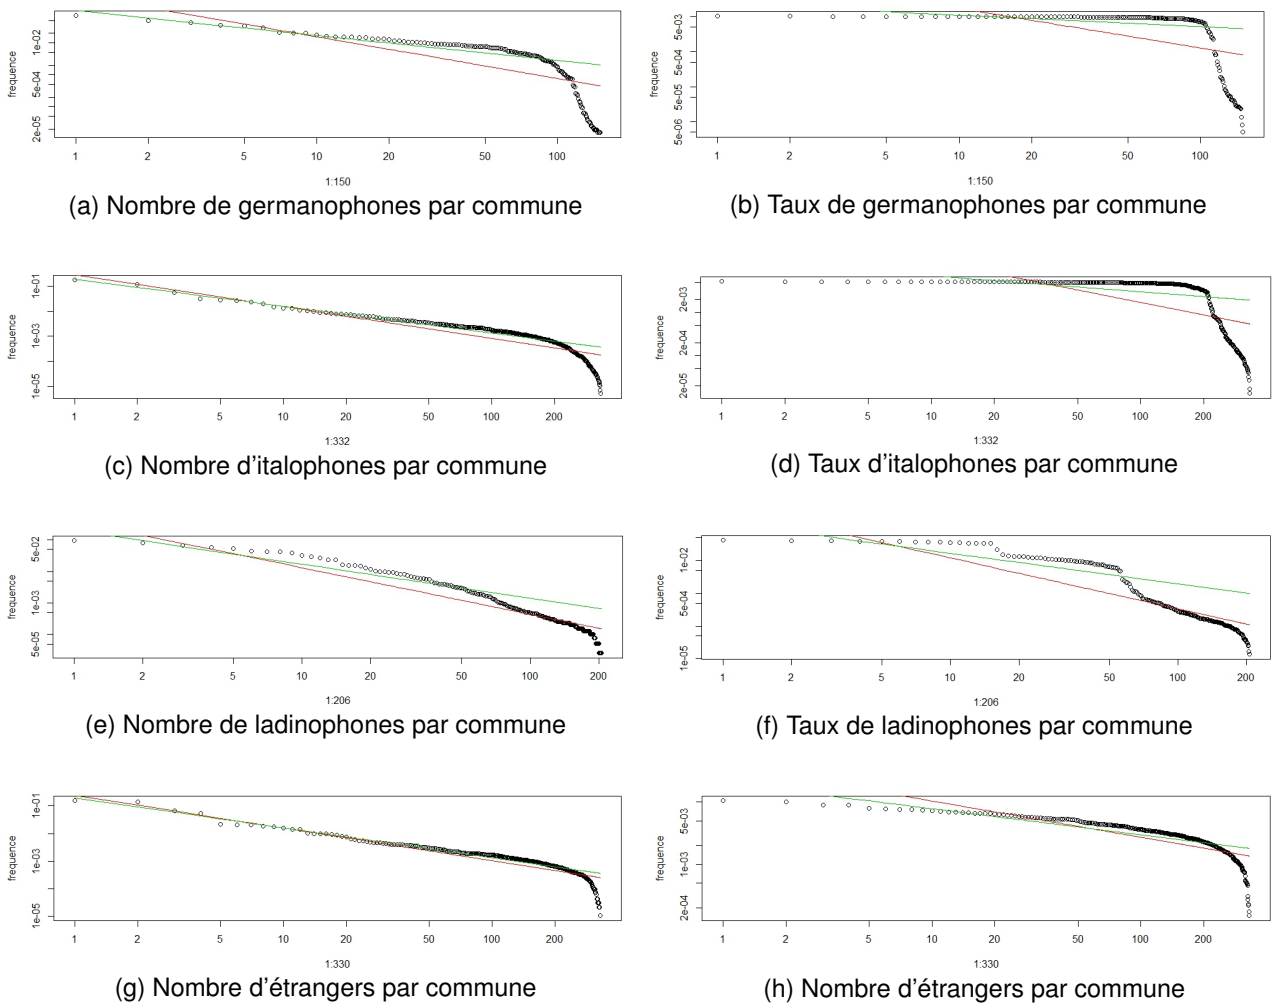 frequence
1e-02
5e-04
2e-05
1 2 5 10 20 50 100
1:150
(a) Nombre de germanophones par commune
frequence
5e-03
5e-04
5e-05
5e-06
1 2 5 10 20 50 100
1:150
(b) Taux de germanophones par commune
frequence
1e-01
1e-03
1e-05
1 2 5 10 20 50 100 200
1:332
(c) Nombre d'italophones par commune
frequence
2e-03
2e-04
2e-05
1 2 5 10 20 50 100 200
1:332
(d) Taux d'italophones par commune
frequence
5e-02
1e-03
5e-05
1 2 5 10 20 50 100 200
1:206
(e) Nombre de ladinophones par commune
frequence
1e-02
5e-04
1e-05
1 2 5 10 20 50 100 200
1:206
(f) Taux de ladinophones par commune
frequence
1e-01
1e-03
1e-05
1 2 5 10 20 50 100 200
1:330
(g) Nombre d'étrangers par commune
frequence
5e-03
1e-03
2e-04
1 2 5 10 20 50 100 200
1:330
(h) Nombre d'étrangers par commune